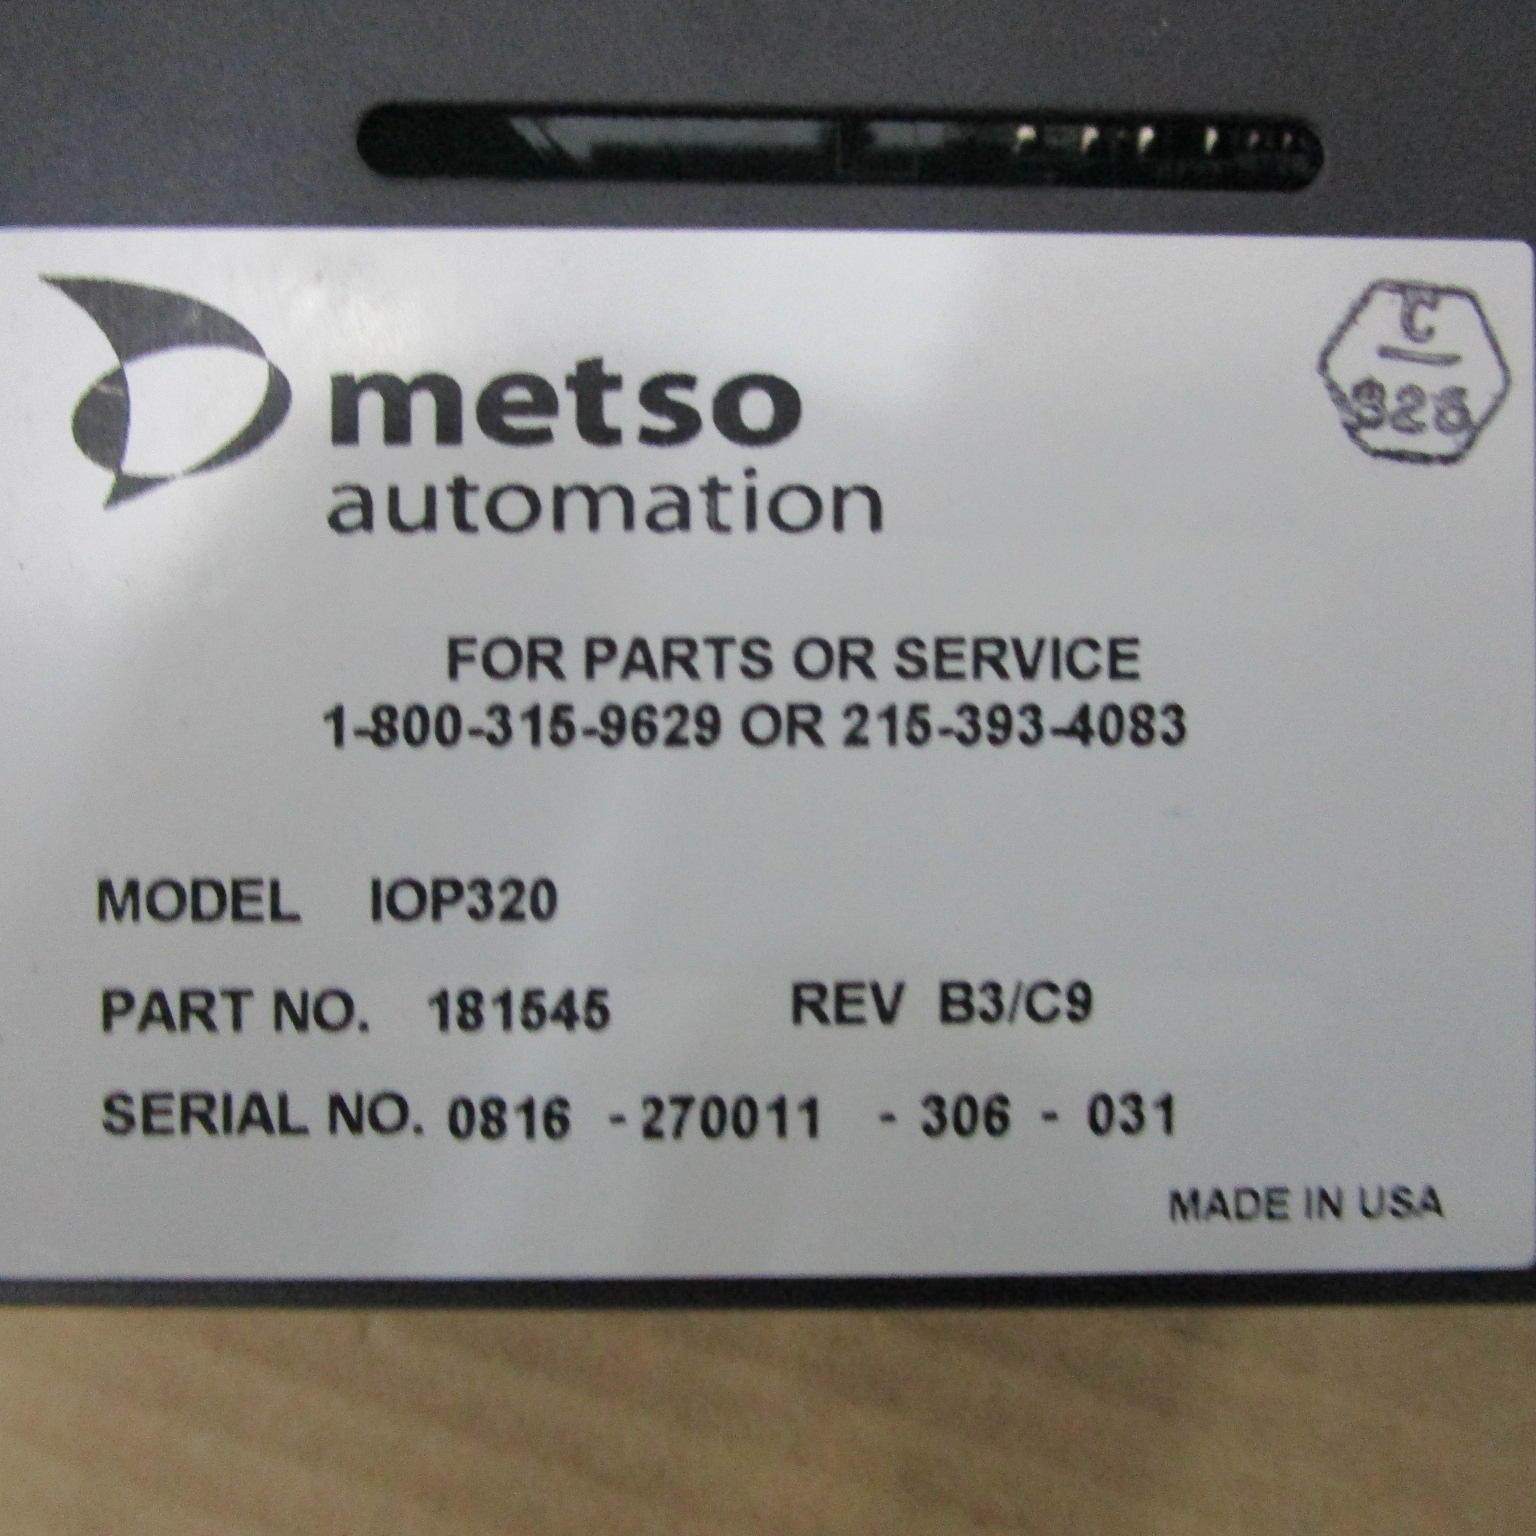 metso
automation
FOR PARTS OR SERVICE
1-800-315-9629 OR 215-393-4083
MODEL IOP320
PART NO. 181545 REV B3/C9
SERIAL NO. 0816 - 270011 - 306 - 031
MADE IN USA